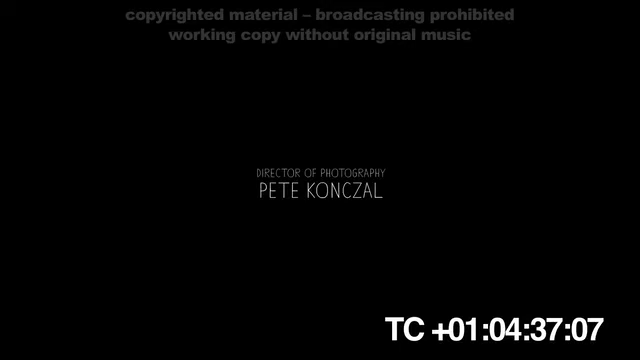 copyrighted material – broadcasting prohibited
working copy without original music
DIRECTOR OF PHOTOGRAPHY
PETE KONCZAL
TC +01:04:37:07